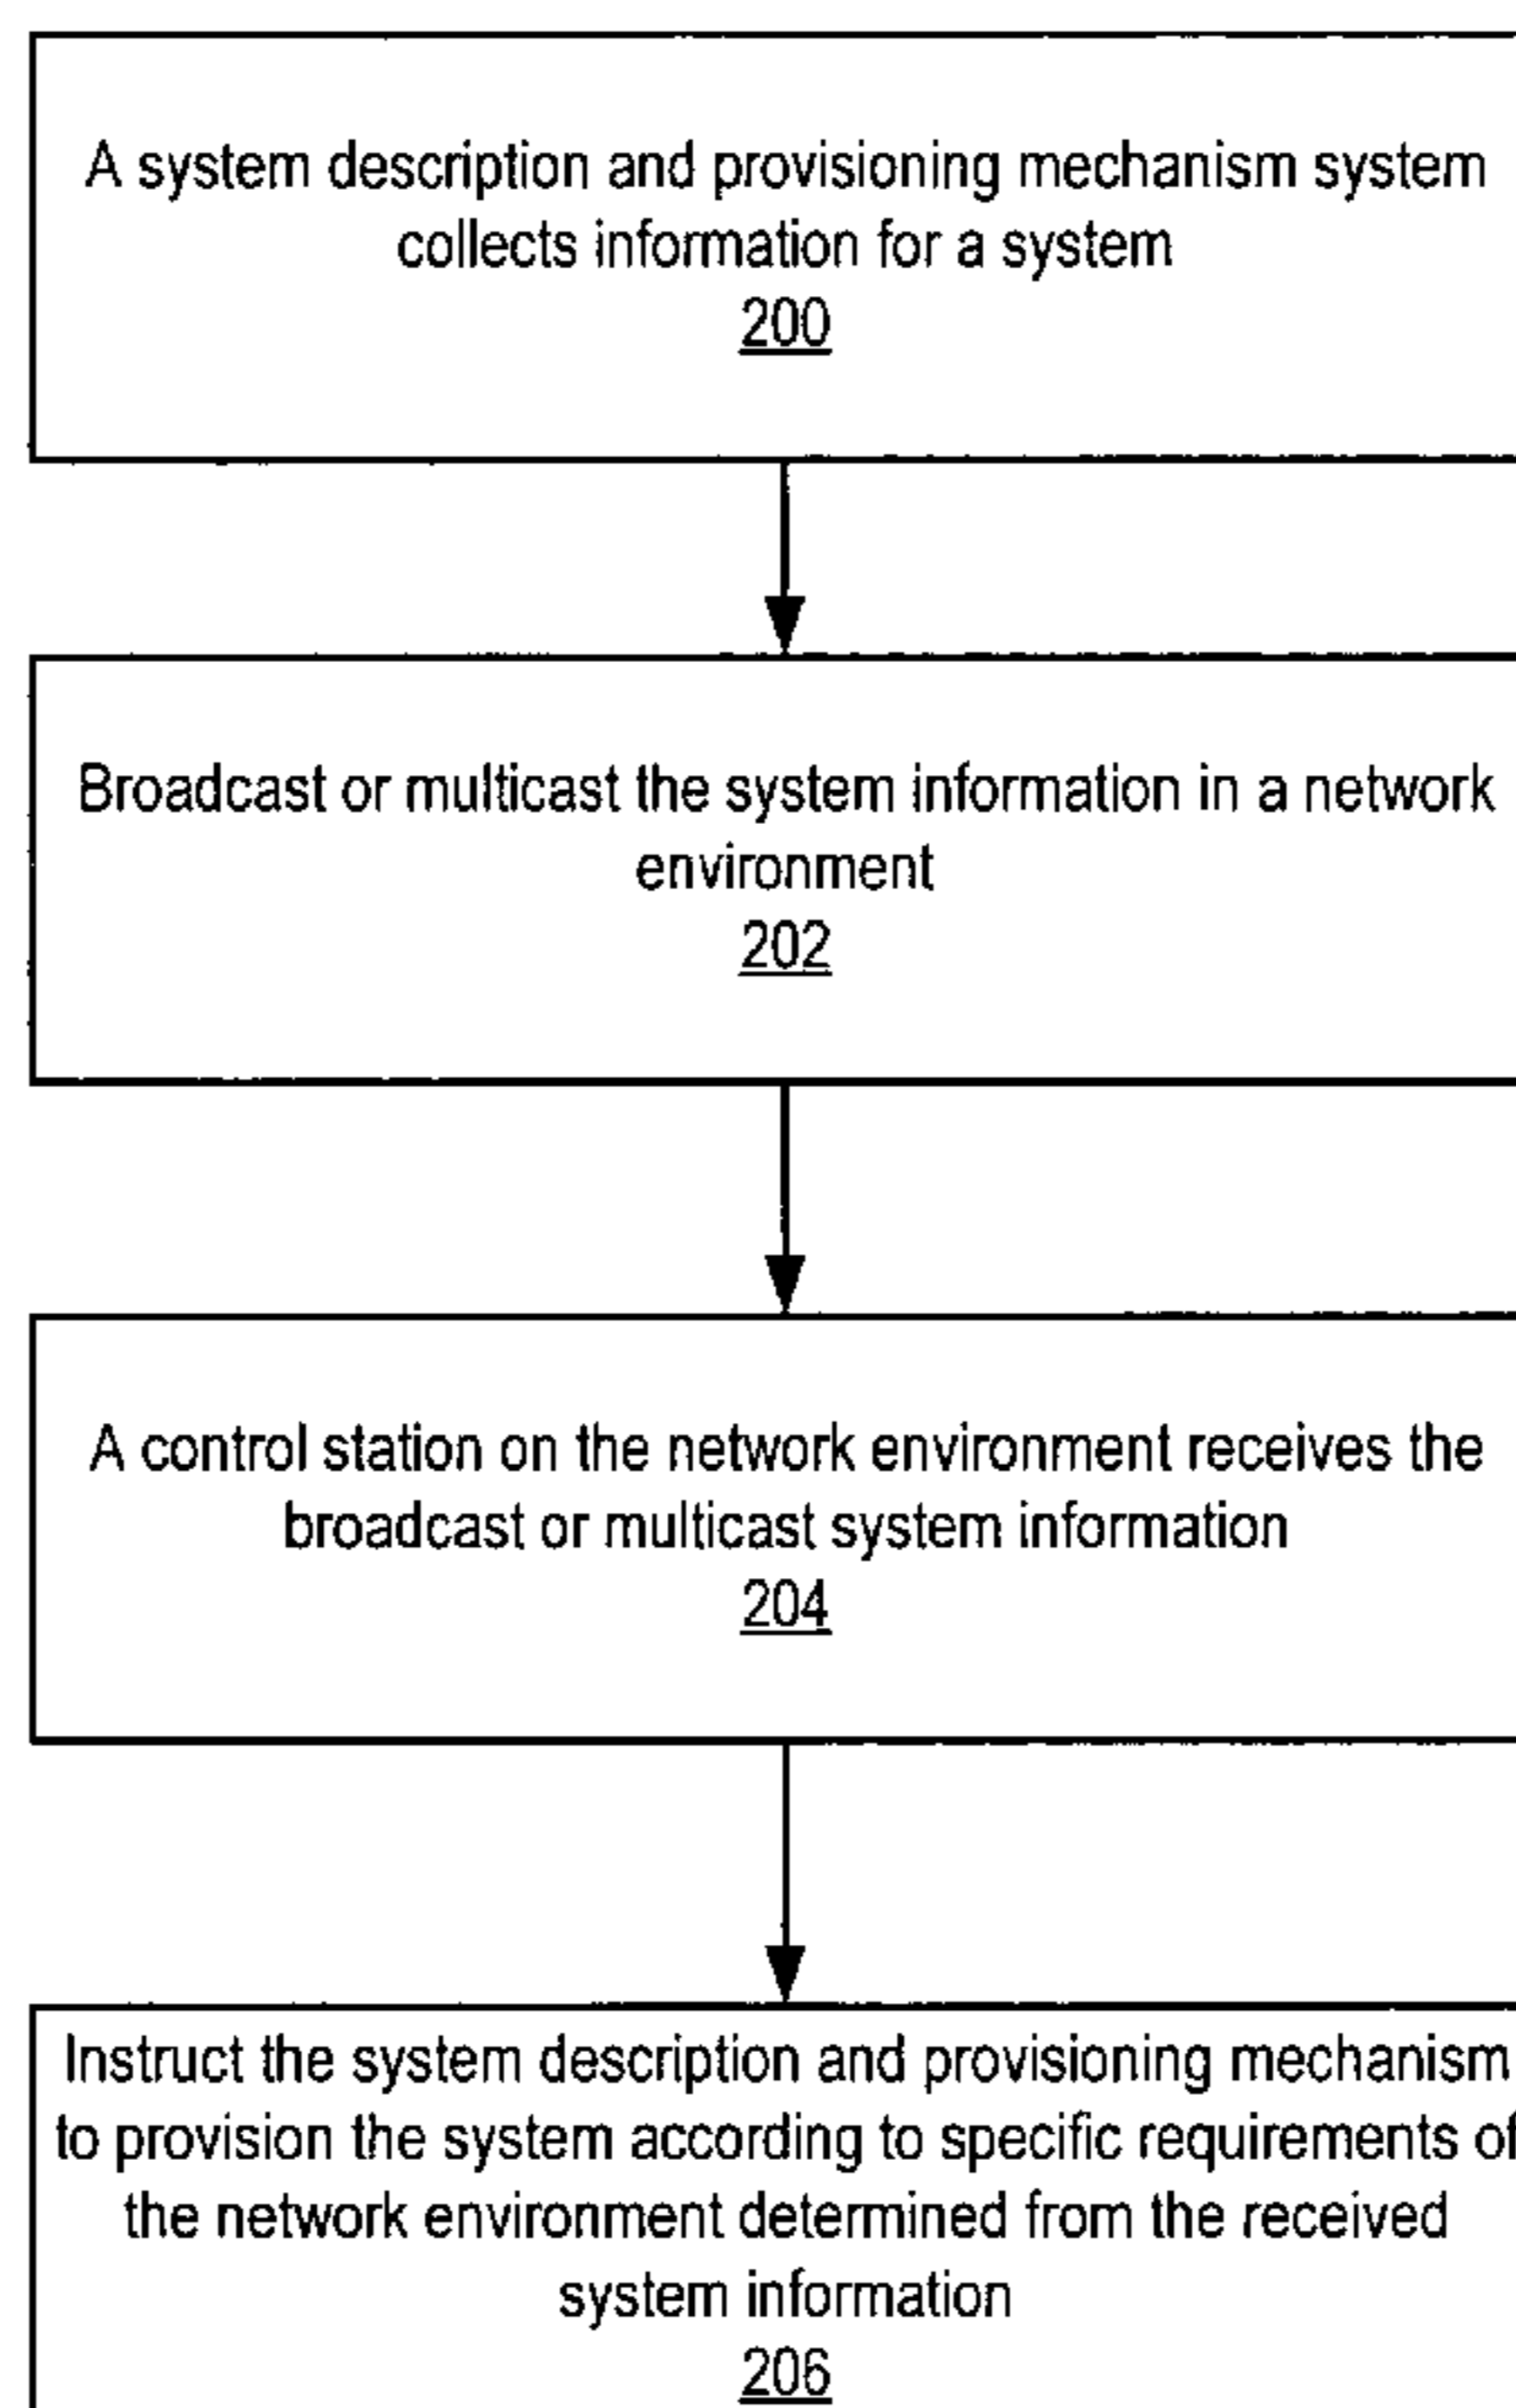 A system description and provisioning mechanism system
collects information for a system
200
Broadcast or multicast the system information in a network
environment
202
A control station on the network environment receives the
broadcast or multicast system information
204
Instruct the system description and provisioning mechanism
to provision the system according to specific requirements of
the network environment determined from the received
system information
206